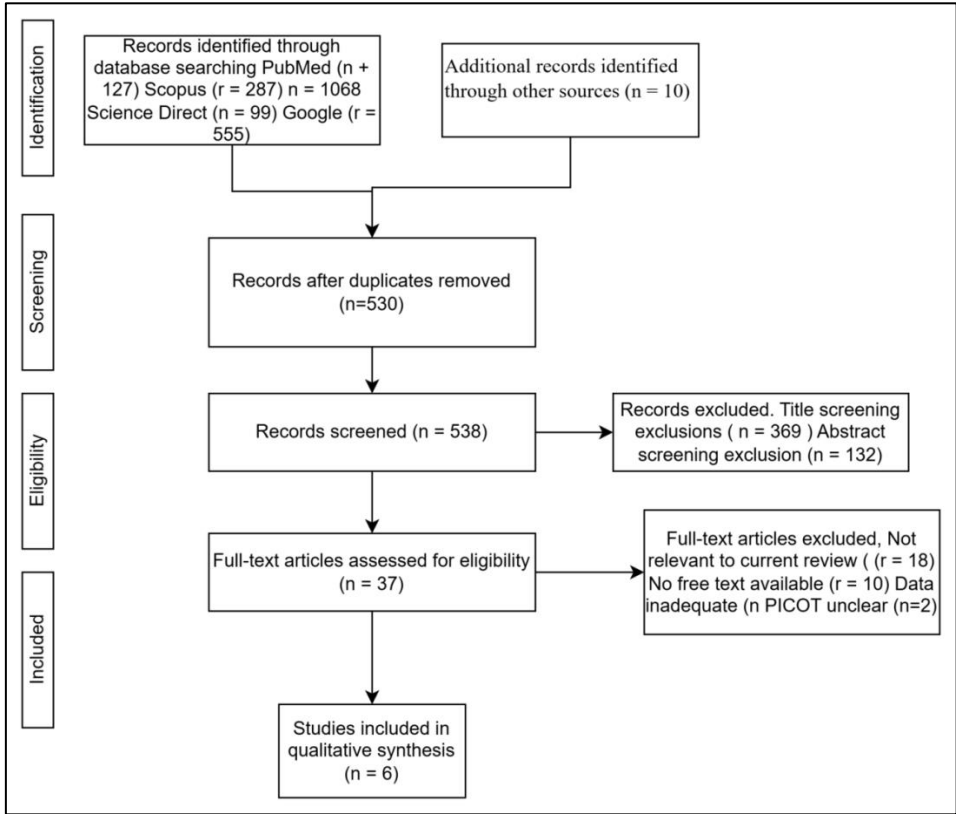 Identification
Records identified through
database searching PubMed (n +
127) Scopus (r = 287) n = 1068
Science Direct (n = 99) Google (r =
555)
Additional records identified
through other sources (n = 10)
Screening
Records after duplicates removed
(n=530)
Eligibility
Records screened (n = 538)
Records excluded. Title screening
exclusions ( n = 369 ) Abstract
screening exclusion (n = 132)
Full-text articles assessed for eligibility
(n = 37)
Full-text articles excluded, Not
relevant to current review ( (r = 18)
No free text available (r = 10) Data
inadequate (n PICOT unclear (n=2)
Included
Studies included in
qualitative synthesis
(n = 6)